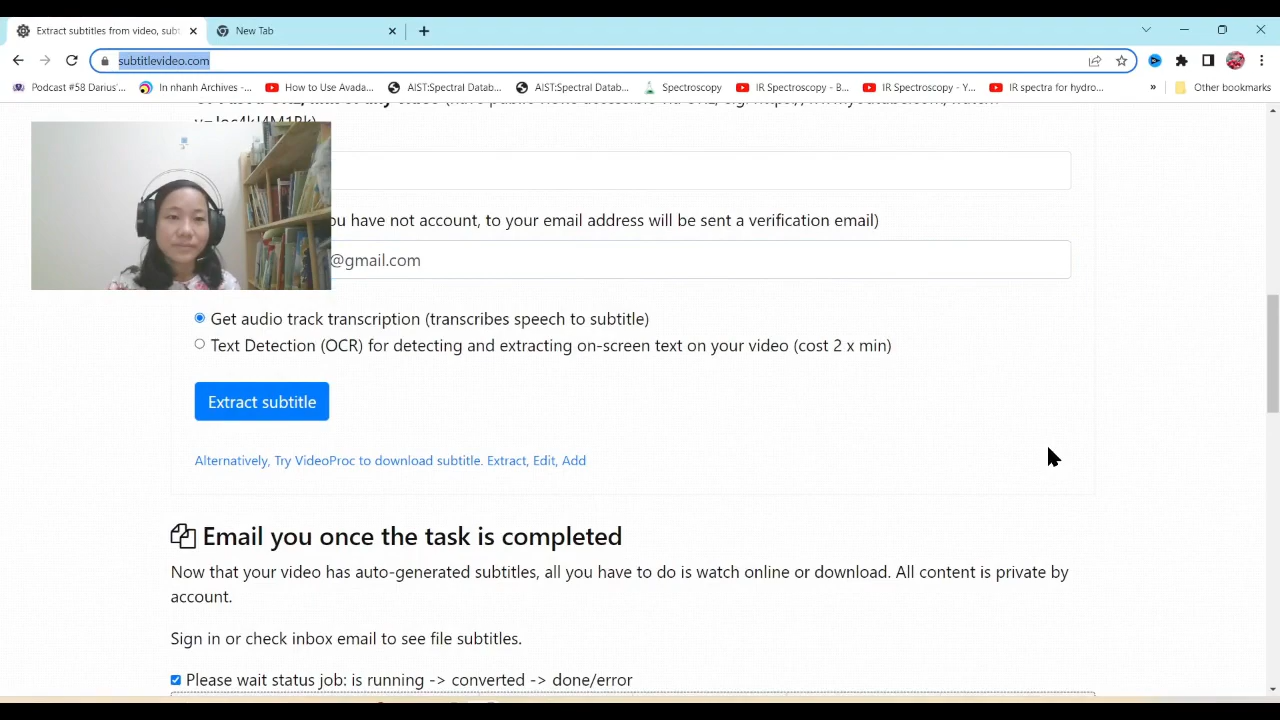 Extract subtitles from video, sub
New Tab
subtitlevideo.com
Podcast #58 Darius'...
In nhanh Archives -...
How to Use Avada...
AIST:Spectral Datab...
AIST:Spectral Datab...
Spectroscopy
IR Spectroscopy - B...
IR Spectroscopy - Y...
IR spectra for hydro...
»
Other bookmarks
ou have not account, to your email address will be sent a verification email)
@gmail.com
Get audio track transcription (transcribes speech to subtitle)
Text Detection (OCR) for detecting and extracting on-screen text on your video (cost 2 x min)
Extract subtitle
Alternatively, Try VideoProc to download subtitle. Extract, Edit, Add
Email you once the task is completed
Now that your video has auto-generated subtitles, all you have to do is watch online or download. All content is private by
account.
Sign in or check inbox email to see file subtitles.
Please wait status job: is running -> converted -> done/error